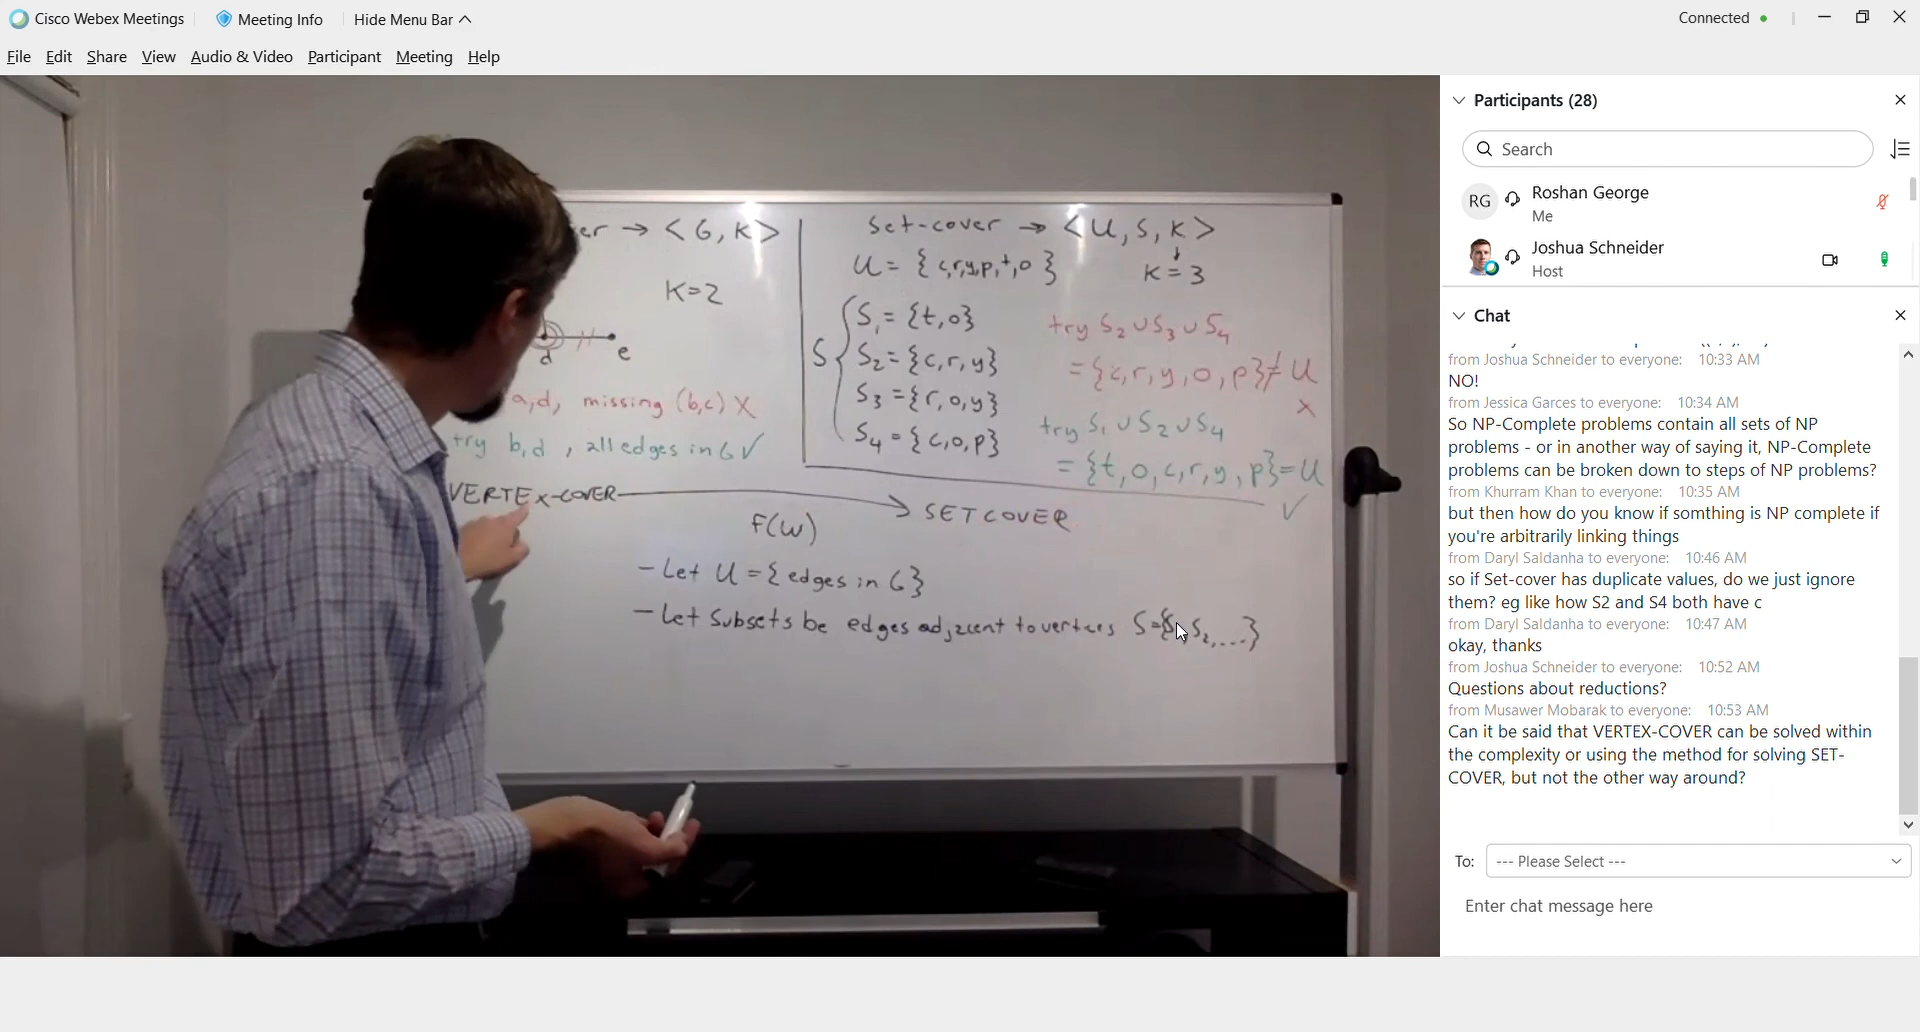 Cisco Webex Meetings
Meeting Info
Hide Menu Bar
Connected
File Edit Share View Audio & Video Participant Meeting Help
er → < G, K >
K=2
d
e
a,d, missing (b,c) X
try b,d , all edges in G ✓
Set-cover → < U, S, K >
U = { c,r,y,p,t,o }
K = 3
S
S₁ = {t,o}
S₂ = {c,r,y}
S₃ = {r,o,y}
S₄ = {c,o,p}
try S₂ ∪ S₃ ∪ S₄
= {c,r,y,o,p} ≠ U
X
try S₁ ∪ S₂ ∪ S₄
= {t,o,c,r,y,p} = U
✓
VERTEX-COVER → SETCOVER
F(W)
- Let U = { edges in G }
- Let Subsets be edges adjacent to vertices S={S₁,S₂,....}
Participants (28)
Search
RG
Roshan George
Me
Joshua Schneider
Host
Chat
from Joshua Schneider to everyone: 10:33 AM
NO!
from Jessica Garces to everyone: 10:34 AM
So NP-Complete problems contain all sets of NP
problems - or in another way of saying it, NP-Complete
problems can be broken down to steps of NP problems?
from Khurram Khan to everyone: 10:35 AM
but then how do you know if somthing is NP complete if
you're arbitrarily linking things
from Daryl Saldanha to everyone: 10:46 AM
so if Set-cover has duplicate values, do we just ignore
them? eg like how S2 and S4 both have c
from Daryl Saldanha to everyone: 10:47 AM
okay, thanks
from Joshua Schneider to everyone: 10:52 AM
Questions about reductions?
from Musawer Mobarak to everyone: 10:53 AM
Can it be said that VERTEX-COVER can be solved within
the complexity or using the method for solving SET-
COVER, but not the other way around?
To: --- Please Select ---
Enter chat message here